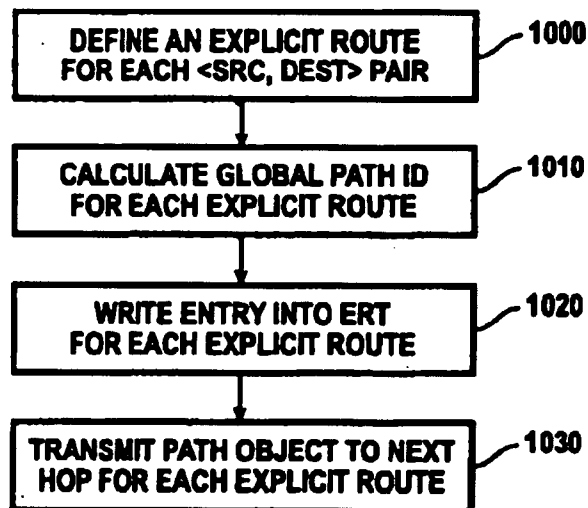 DEFINE AN EXPLICIT ROUTE
FOR EACH <SRC, DEST> PAIR
1000
CALCULATE GLOBAL PATH ID
FOR EACH EXPLICIT ROUTE
1010
WRITE ENTRY INTO ERT
FOR EACH EXPLICIT ROUTE
1020
TRANSMIT PATH OBJECT TO NEXT
HOP FOR EACH EXPLICIT ROUTE
1030